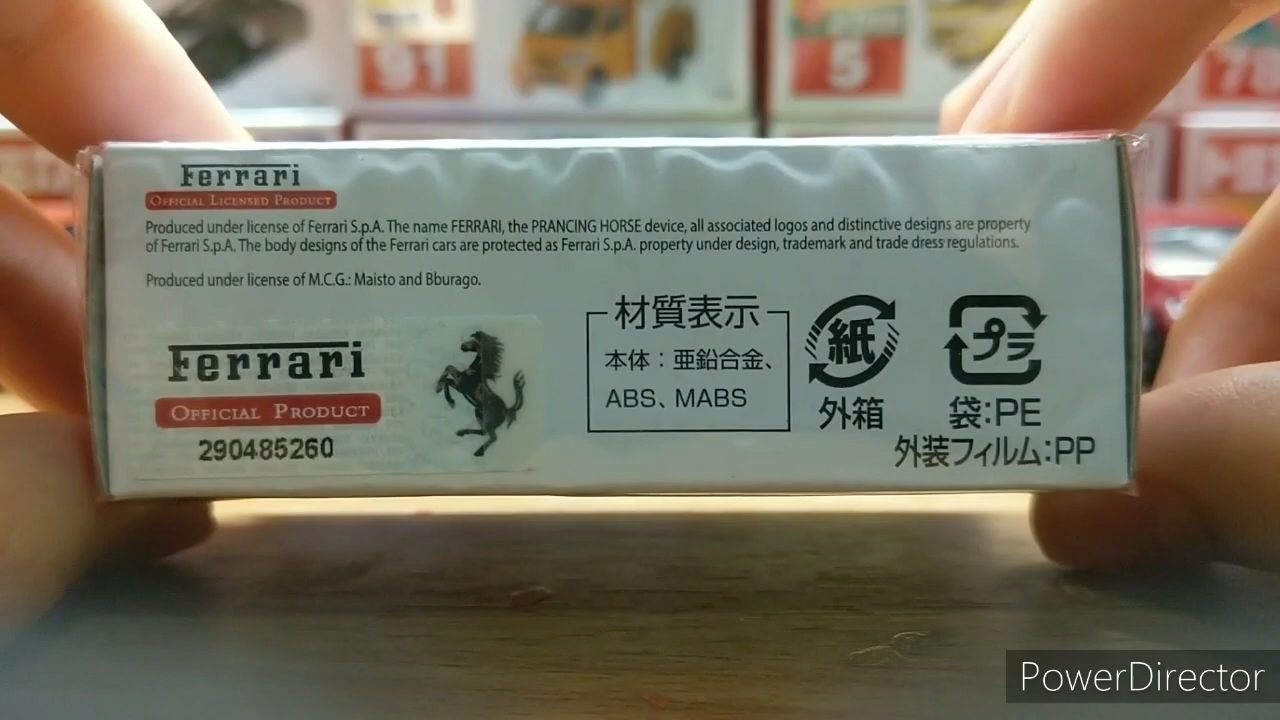 91
5
78
Ferrari
OFFICIAL LICENSED PRODUCT
Produced under license of Ferrari S.p.A. The name FERRARI, the PRANCING HORSE device, all associated logos and distinctive designs are property
of Ferrari S.p.A. The body designs of the Ferrari cars are protected as Ferrari S.p.A. property under design, trademark and trade dress regulations.
Produced under license of M.C.G.: Maisto and Bburago.
Ferrari
OFFICIAL PRODUCT
290485260
材質表示
本体：亜鉛合金、
ABS、MABS
紙
外箱
プラ
袋:PE
外装フィルム:PP
PowerDirector